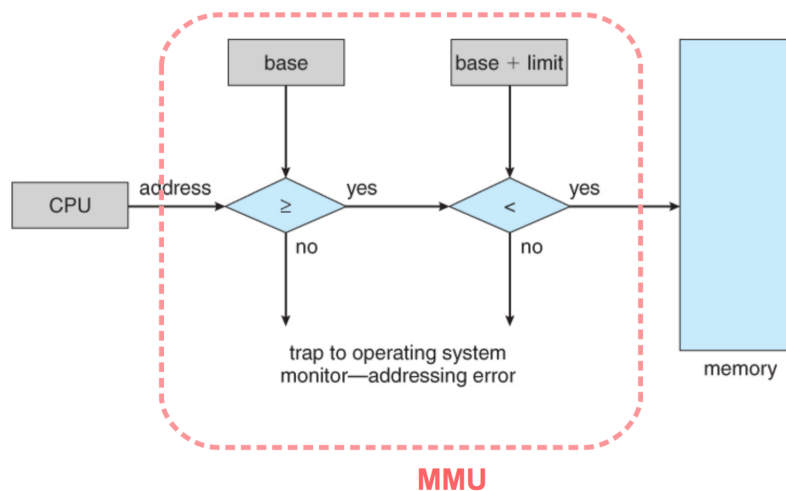 base
base + limit
address
yes
yes
CPU
≥
<
no
no
trap to operating system
monitor—addressing error
memory
MMU